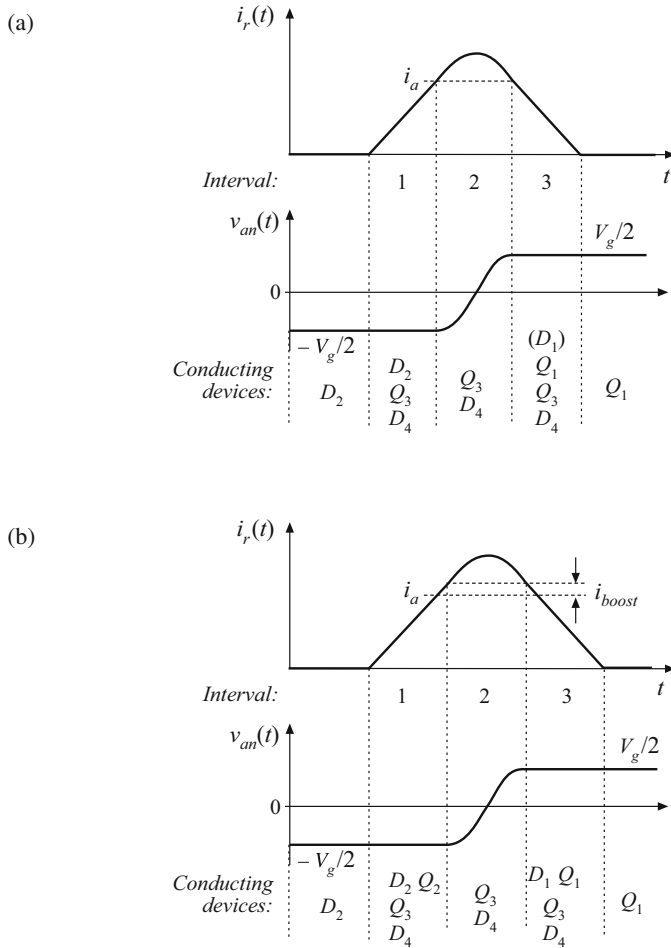 (a)
i_r(t)
i_a
Interval: 1 2 3 t
v_an(t)
V_g/2
0
– V_g/2
Conducting devices:
D_2
D_2
Q_3
D_4
Q_3
D_4
(D_1)
Q_1
Q_3
D_4
Q_1
(b)
i_r(t)
i_a
i_boost
Interval: 1 2 3 t
v_an(t)
V_g/2
0
– V_g/2
Conducting devices:
D_2
D_2 Q_2
Q_3
D_4
Q_3
D_4
D_1 Q_1
Q_3
D_4
Q_1